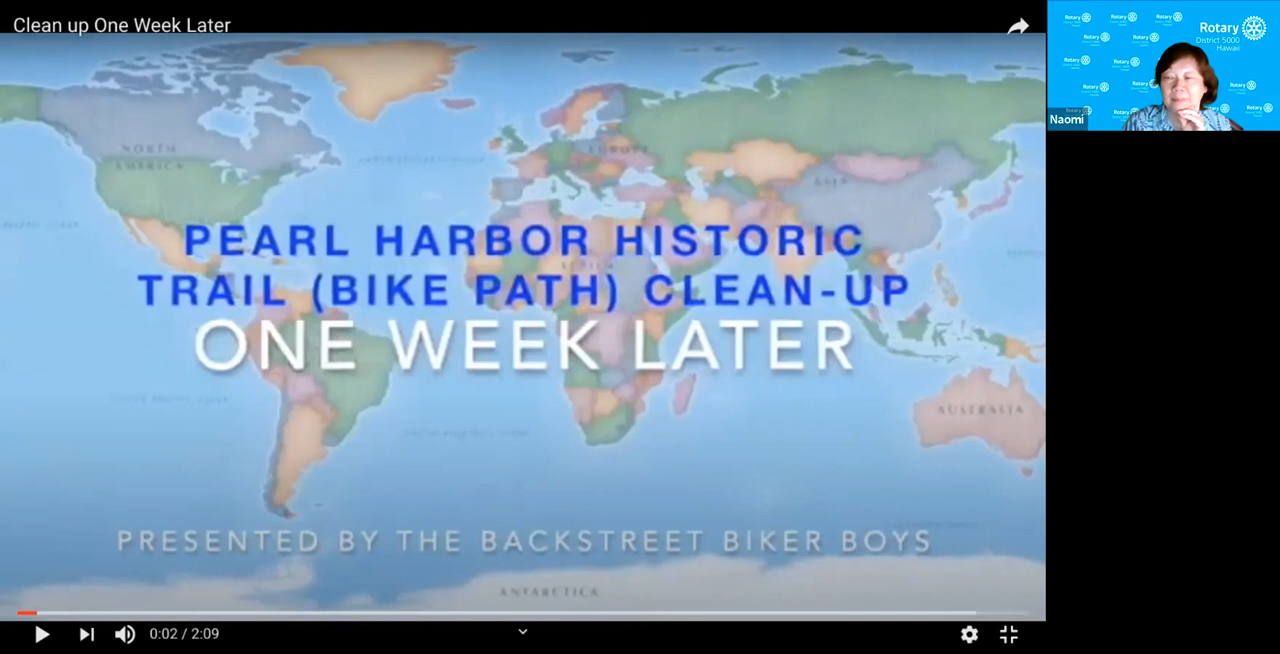 Clean up One Week Later
Rotary
District 5000
Hawaii
Naomi
NORTH
AMERICA
EUROPE
ASIA
AFRICA
PEARL HARBOR HISTORIC
TRAIL (BIKE PATH) CLEAN-UP
ONE WEEK LATER
AUSTRALIA
PRESENTED BY THE BACKSTREET BIKER BOYS
ANTARCTICA
0:02 / 2:09